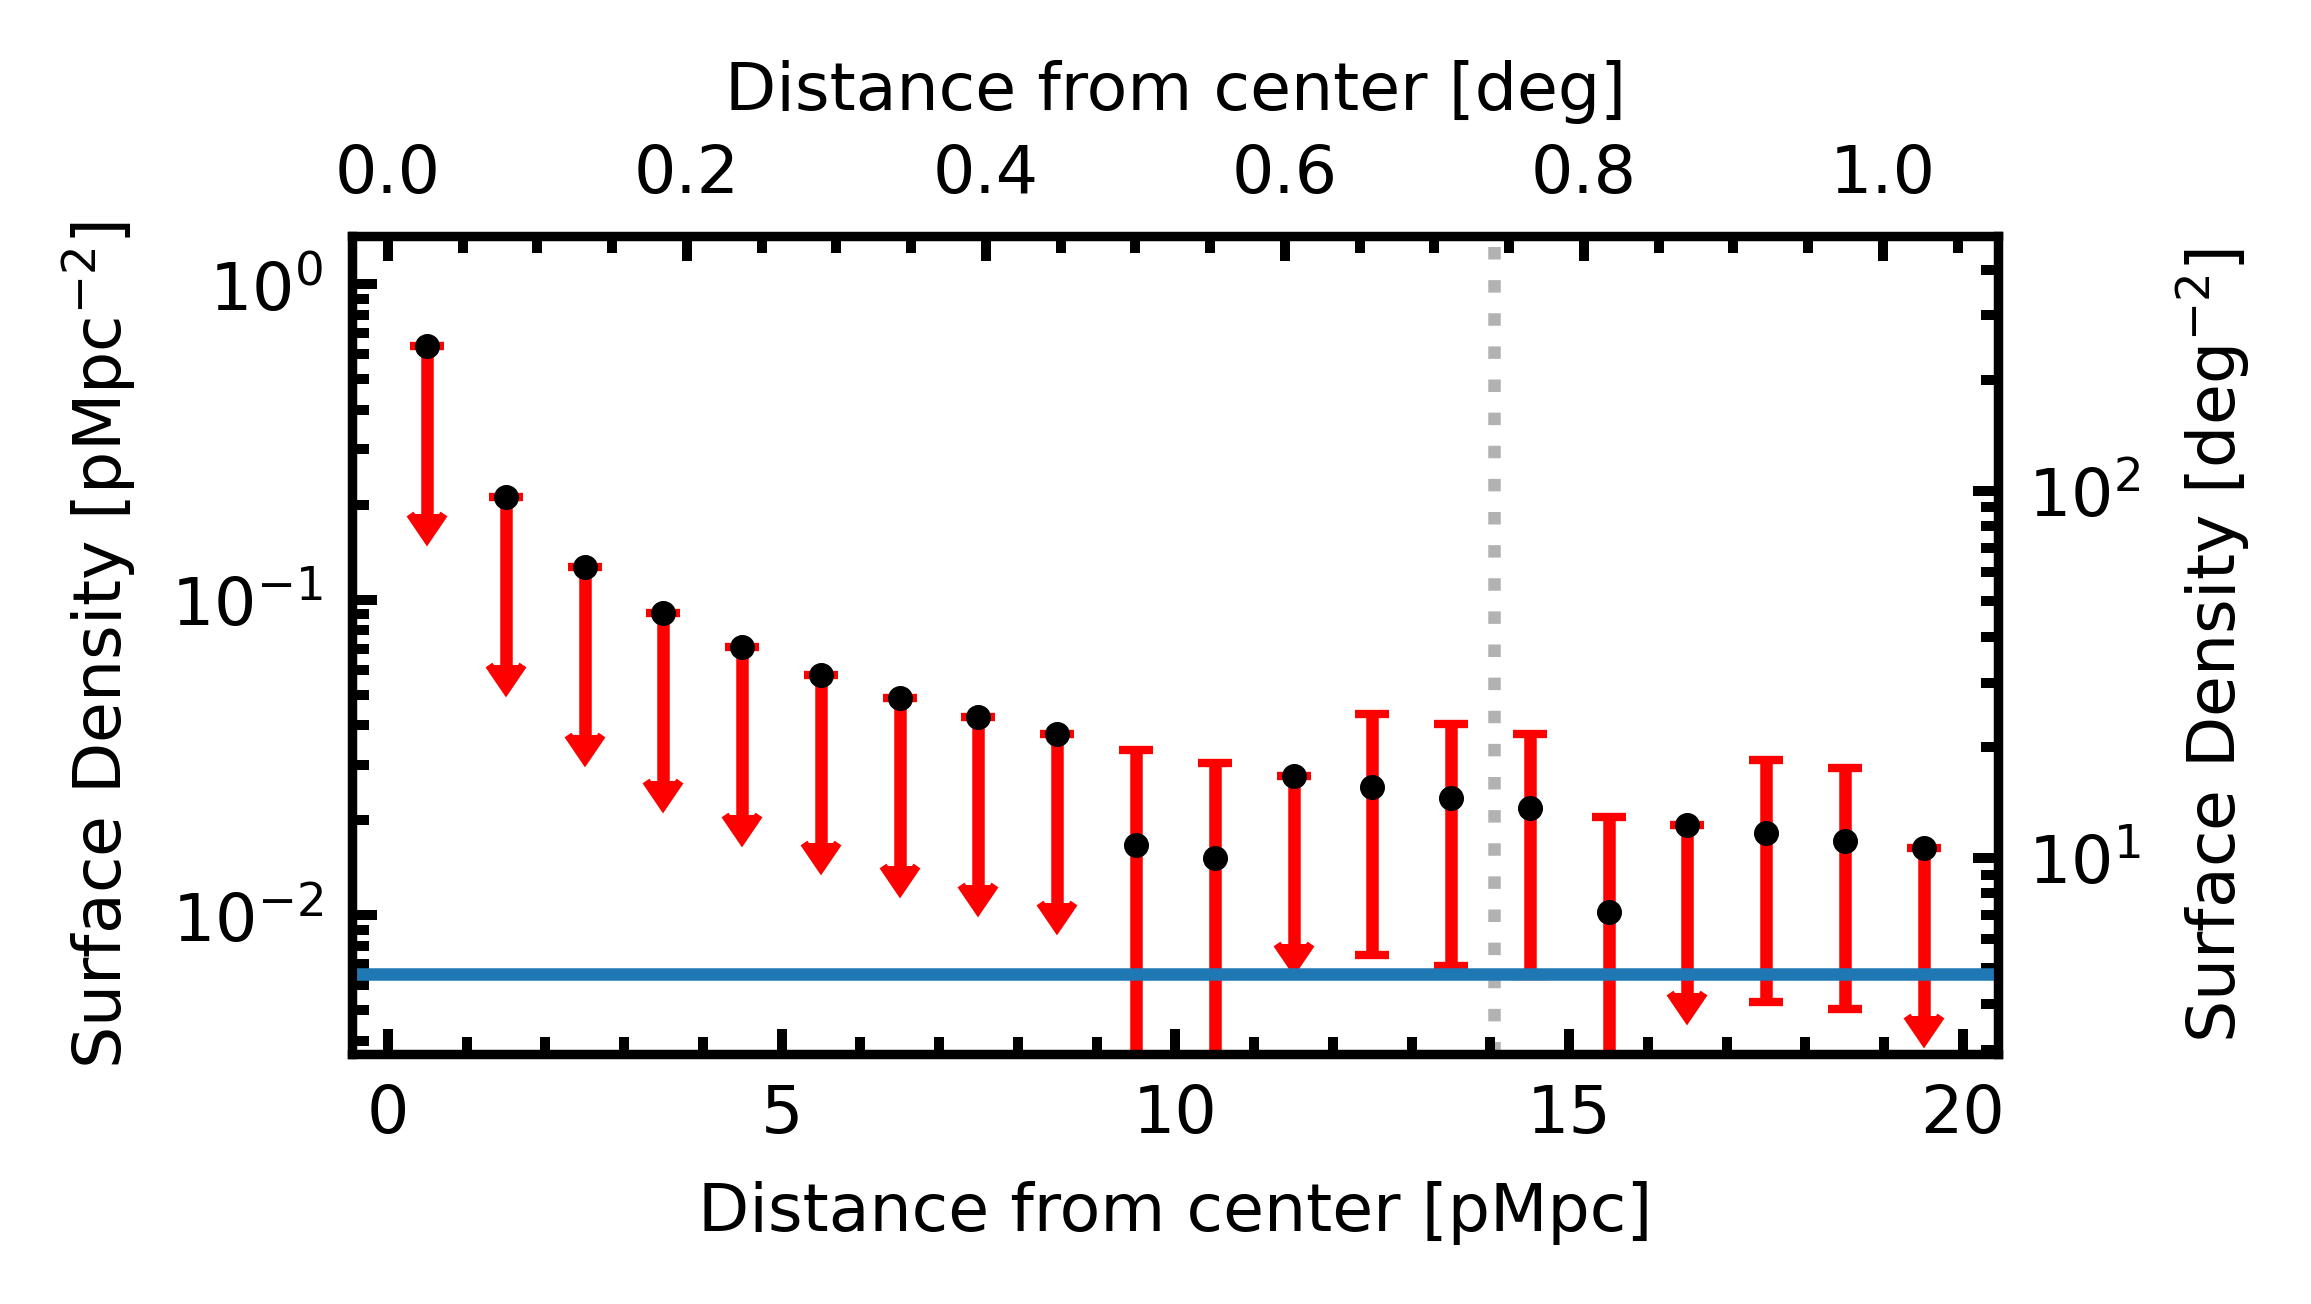 Distance from center [deg]
0.0 0.2 0.4 0.6 0.8 1.0
Surface Density [pMpc⁻²]
10⁰
10⁻¹
10⁻²
10²
10¹
Surface Density [deg⁻²]
0 5 10 15 20
Distance from center [pMpc]